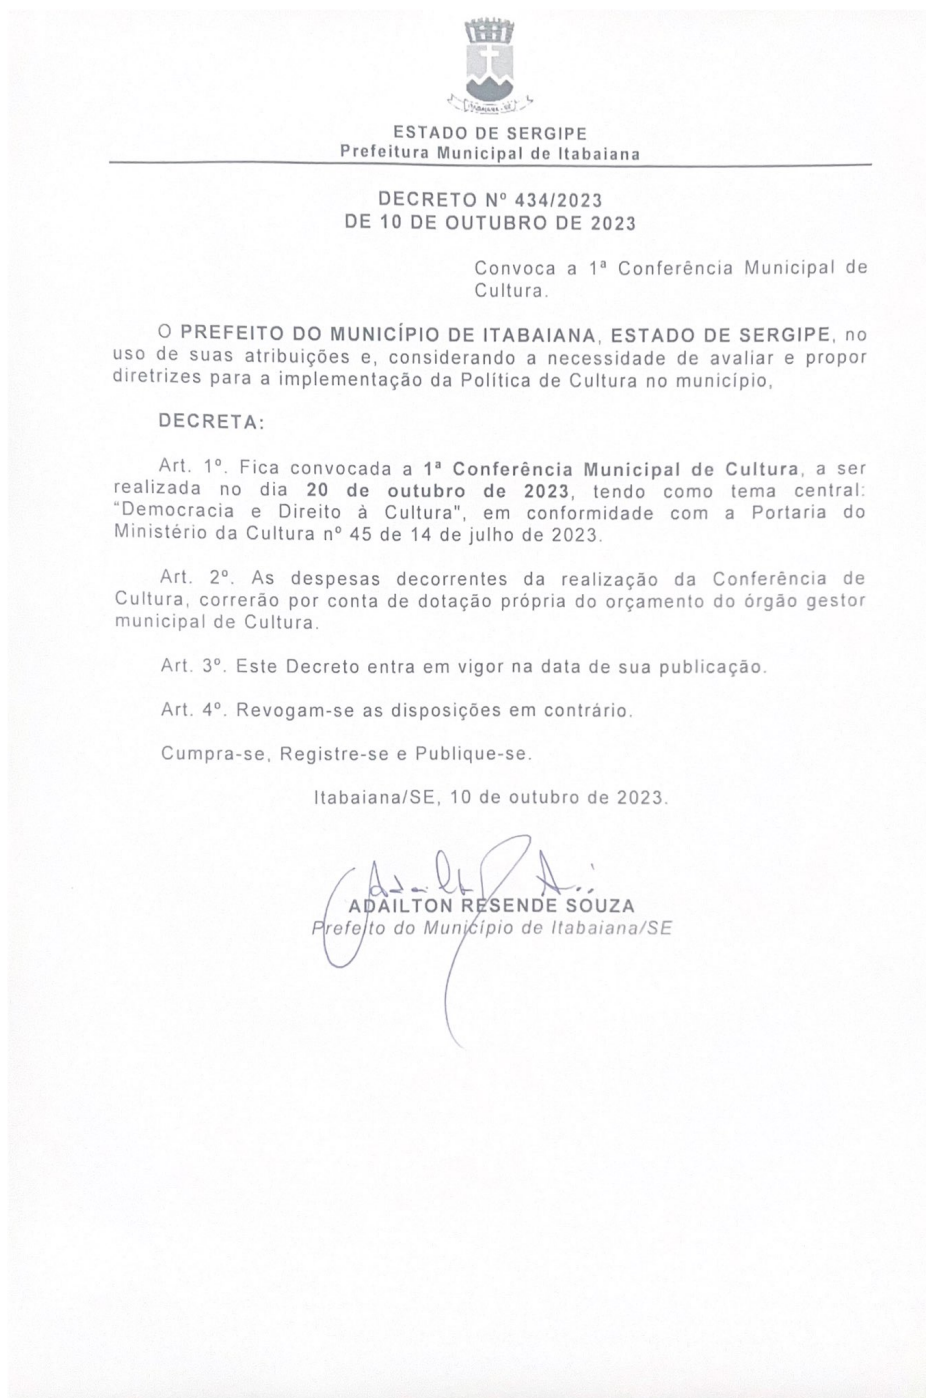 ITABAIANA - SE
ESTADO DE SERGIPE
Prefeitura Municipal de Itabaiana
DECRETO Nº 434/2023
DE 10 DE OUTUBRO DE 2023
Convoca a 1ª Conferência Municipal de
Cultura.
O PREFEITO DO MUNICÍPIO DE ITABAIANA, ESTADO DE SERGIPE, no
uso de suas atribuições e, considerando a necessidade de avaliar e propor
diretrizes para a implementação da Política de Cultura no município,
DECRETA:
Art. 1º. Fica convocada a 1ª Conferência Municipal de Cultura, a ser
realizada no dia 20 de outubro de 2023, tendo como tema central:
“Democracia e Direito à Cultura", em conformidade com a Portaria do
Ministério da Cultura nº 45 de 14 de julho de 2023.
Art. 2º. As despesas decorrentes da realização da Conferência de
Cultura, correrão por conta de dotação própria do orçamento do órgão gestor
municipal de Cultura.
Art. 3º. Este Decreto entra em vigor na data de sua publicação.
Art. 4º. Revogam-se as disposições em contrário.
Cumpra-se, Registre-se e Publique-se.
Itabaiana/SE, 10 de outubro de 2023.
ADAILTON RESENDE SOUZA
Prefeito do Município de Itabaiana/SE